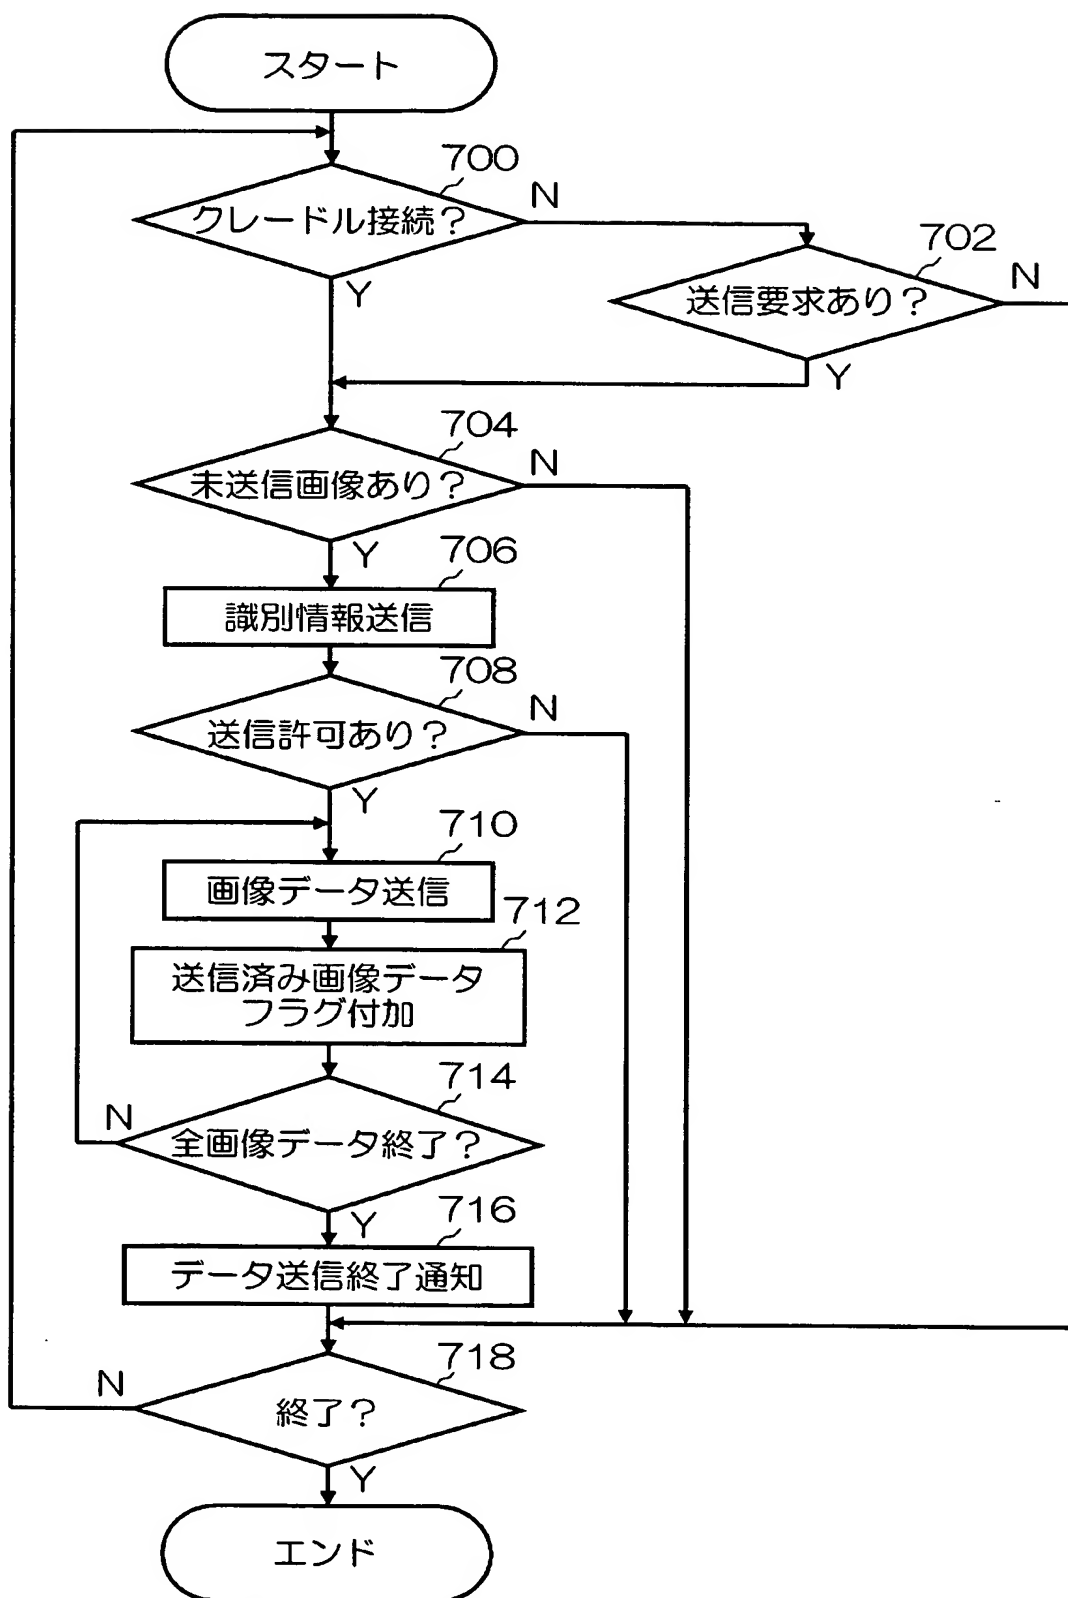 スタート
700
クレードル接続?
N
Y
702
送信要求あり?
N
Y
704
未送信画像あり?
N
Y
706
識別情報送信
708
送信許可あり?
N
Y
710
画像データ送信
712
送信済み画像データ
フラグ付加
714
全画像データ終了?
N
Y
716
データ送信終了通知
718
終了?
N
Y
エンド